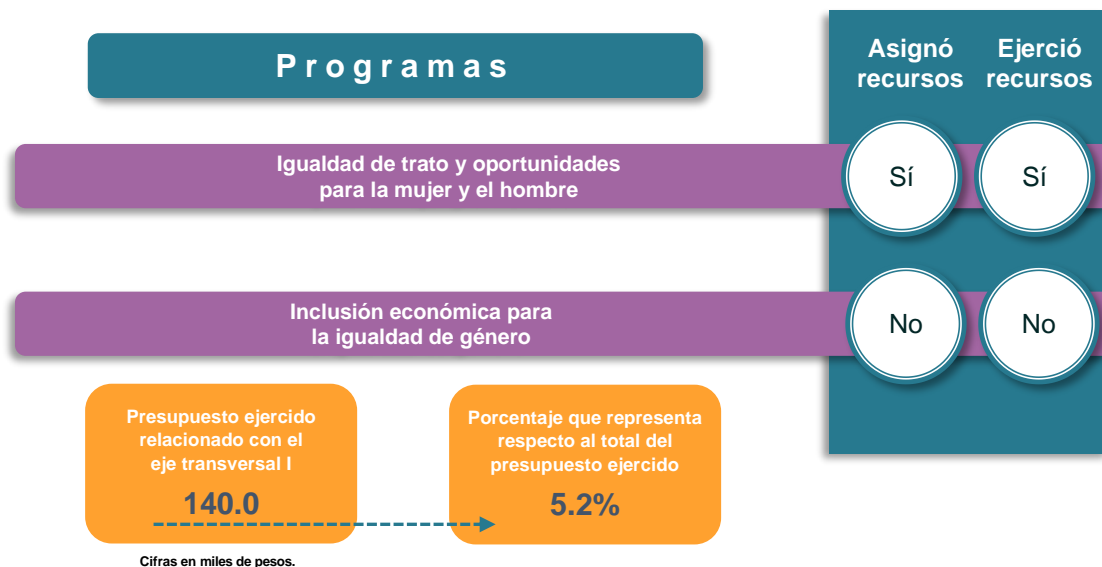 Programas
Asignó
recursos
Ejerció
recursos
Igualdad de trato y oportunidades
para la mujer y el hombre
Sí
Sí
Inclusión económica para
la igualdad de género
No
No
Presupuesto ejercido
relacionado con el
eje transversal I
140.0
Porcentaje que representa
respecto al total del
presupuesto ejercido
5.2%
Cifras en miles de pesos.